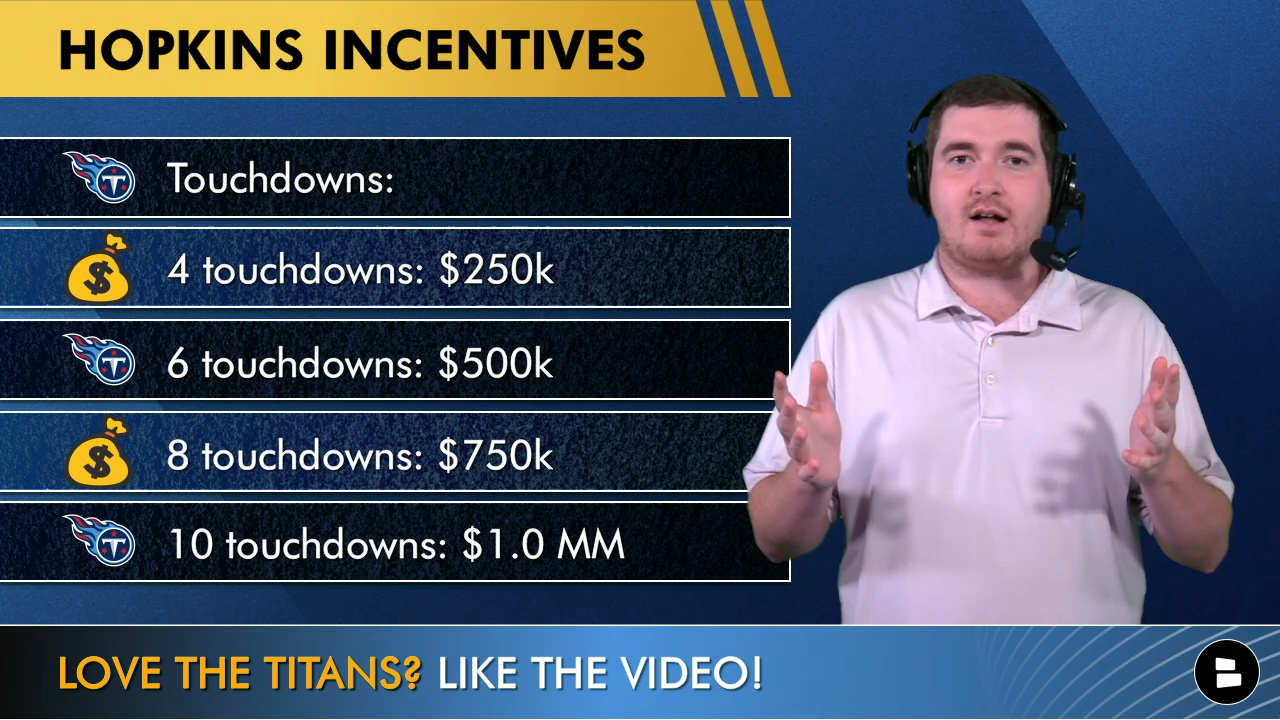 HOPKINS INCENTIVES
Touchdowns:
4 touchdowns: $250k
6 touchdowns: $500k
8 touchdowns: $750k
10 touchdowns: $1.0 MM
LOVE THE TITANS? LIKE THE VIDEO!